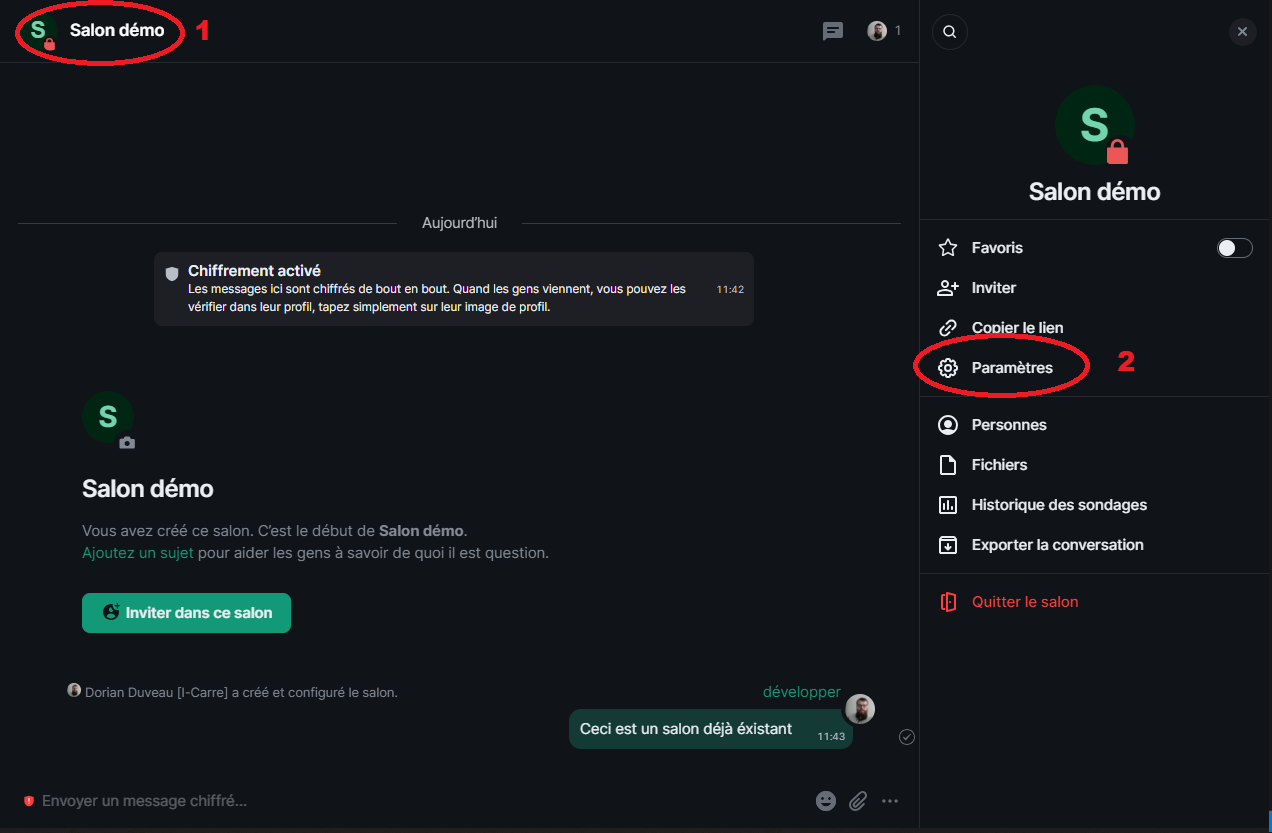 S
Salon démo
1
1
S
Salon démo
Aujourd'hui
Chiffrement activé
Les messages ici sont chiffrés de bout en bout. Quand les gens viennent, vous pouvez les
vérifier dans leur profil, tapez simplement sur leur image de profil.
11:42
Favoris
Inviter
Copier le lien
Paramètres
2
Personnes
Fichiers
Historique des sondages
Exporter la conversation
Quitter le salon
S
Salon démo
Vous avez créé ce salon. C'est le début de Salon démo.
Ajoutez un sujet pour aider les gens à savoir de quoi il est question.
Inviter dans ce salon
Dorian Duveau [I-Carre] a créé et configuré le salon.
développer
Ceci est un salon déjà éxistant
11:43
Envoyer un message chiffré...